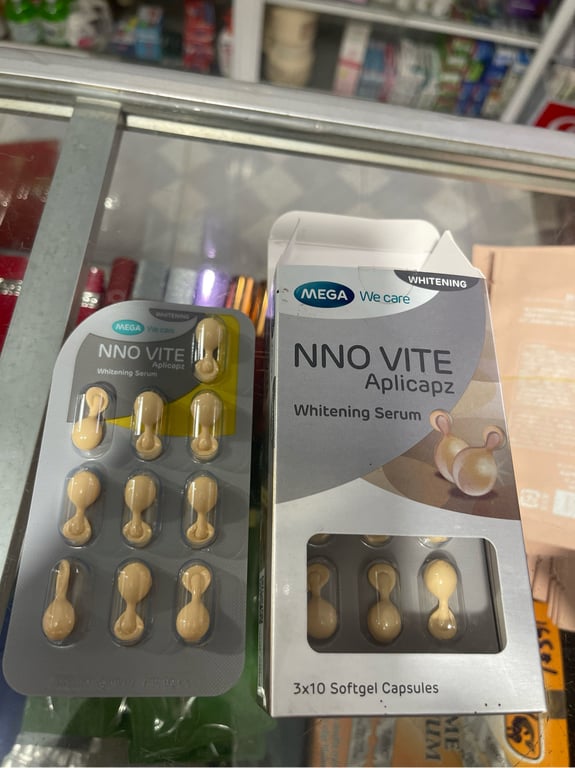 WHITENING
MEGA We care
NNO VITE
Aplicapz
Whitening Serum
WHITENING
MEGA We care
NNO VITE
Aplicapz
Whitening Serum
3x10 Softgel Capsules